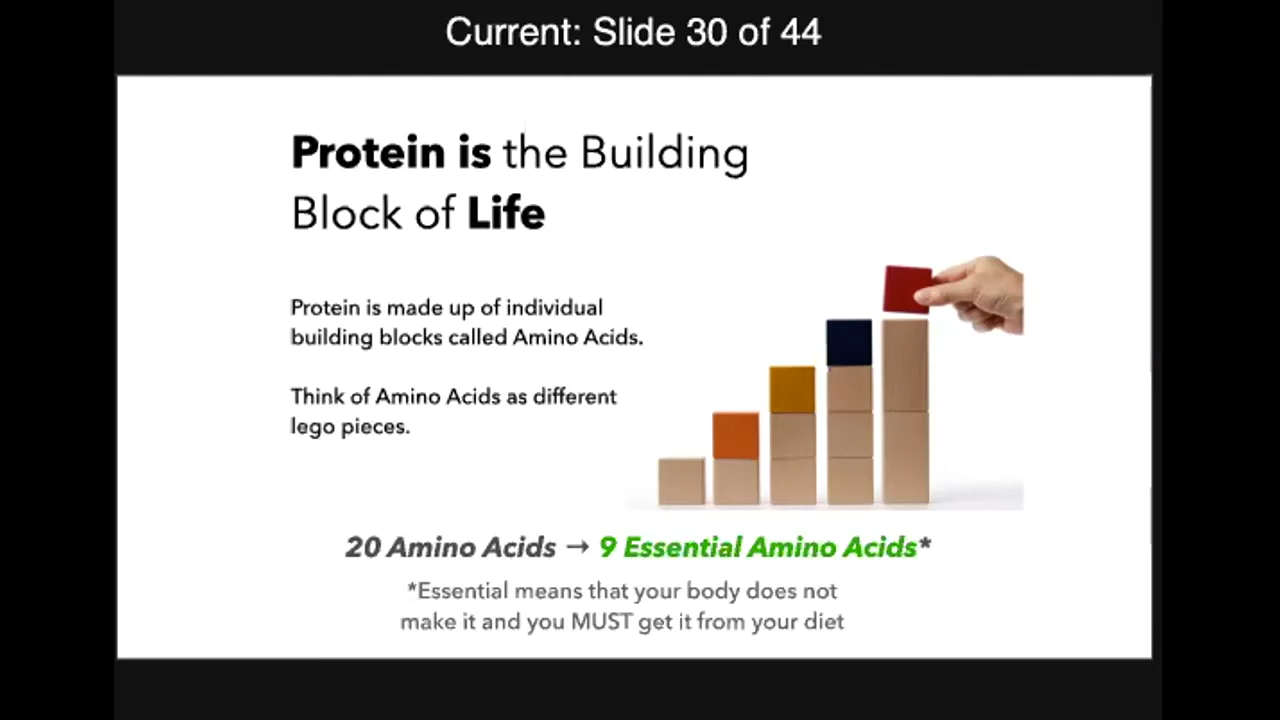 Current: Slide 30 of 44
Protein is the Building
Block of Life
Protein is made up of individual
building blocks called Amino Acids.
Think of Amino Acids as different
lego pieces.
20 Amino Acids → 9 Essential Amino Acids*
*Essential means that your body does not
make it and you MUST get it from your diet